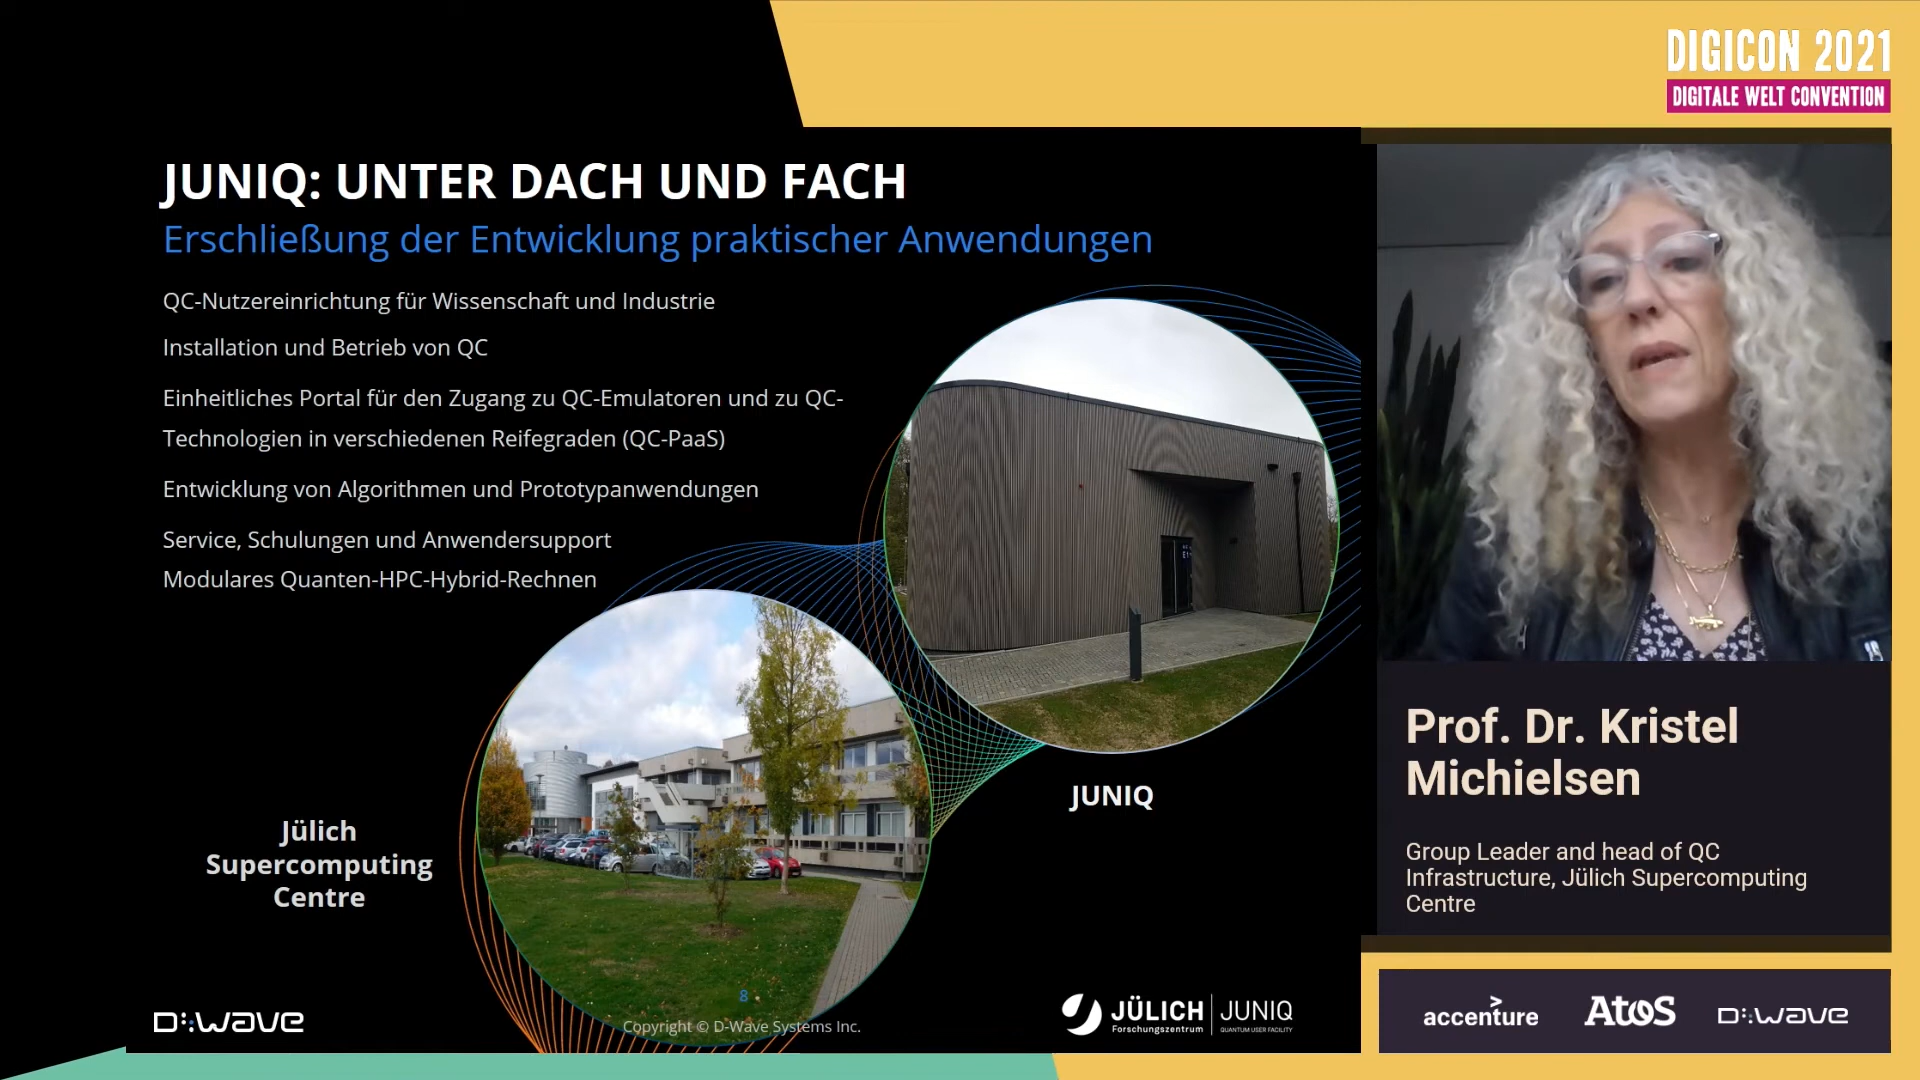 DIGICON 2021
DIGITALE WELT CONVENTION
JUNIQ: UNTER DACH UND FACH
Erschließung der Entwicklung praktischer Anwendungen
QC-Nutzereinrichtung für Wissenschaft und Industrie
Installation und Betrieb von QC
Einheitliches Portal für den Zugang zu QC-Emulatoren und zu QC-
Technologien in verschiedenen Reifegraden (QC-PaaS)
Entwicklung von Algorithmen und Prototypanwendungen
Service, Schulungen und Anwendersupport
Modulares Quanten-HPC-Hybrid-Rechnen
JUNIQ
Jülich
Supercomputing
Centre
8
Copyright © D-Wave Systems Inc.
D:wave
JÜLICH
Forschungszentrum
JUNIQ
QUANTUM USER FACILITY
Prof. Dr. Kristel
Michielsen
Group Leader and head of QC
Infrastructure, Jülich Supercomputing
Centre
accenture
Atos
D:wave